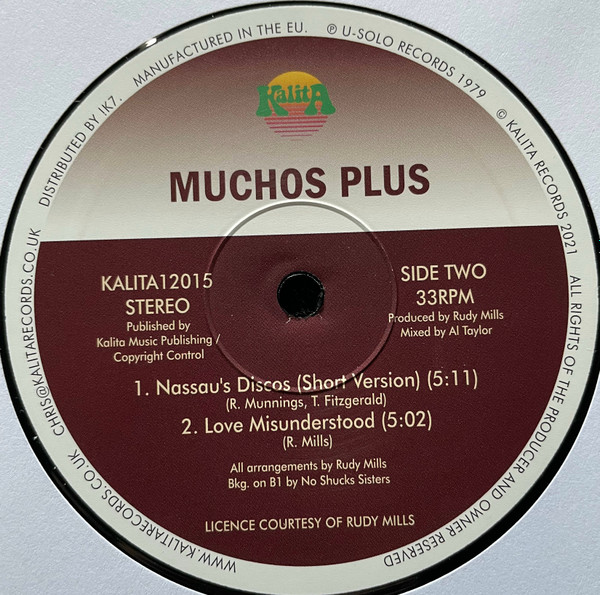 DISTRIBUTED BY !K7. MANUFACTURED IN THE EU. ℗ U-SOLO RECORDS 1979 © KALITA RECORDS 2021 ALL RIGHTS OF THE PRODUCER AND OWNER RESERVED
WWW.KALITARECORDS.CO.UK CHRIS@KALITARECORDS.CO.UK
KalitA
MUCHOS PLUS
KALITA12015
STEREO
Published by
Kalita Music Publishing /
Copyright Control
SIDE TWO
33RPM
Produced by Rudy Mills
Mixed by Al Taylor
1. Nassau's Discos (Short Version) (5:11)
(R. Munnings, T. Fitzgerald)
2. Love Misunderstood (5:02)
(R. Mills)
All arrangements by Rudy Mills
Bkg. on B1 by No Shucks Sisters
LICENCE COURTESY OF RUDY MILLS